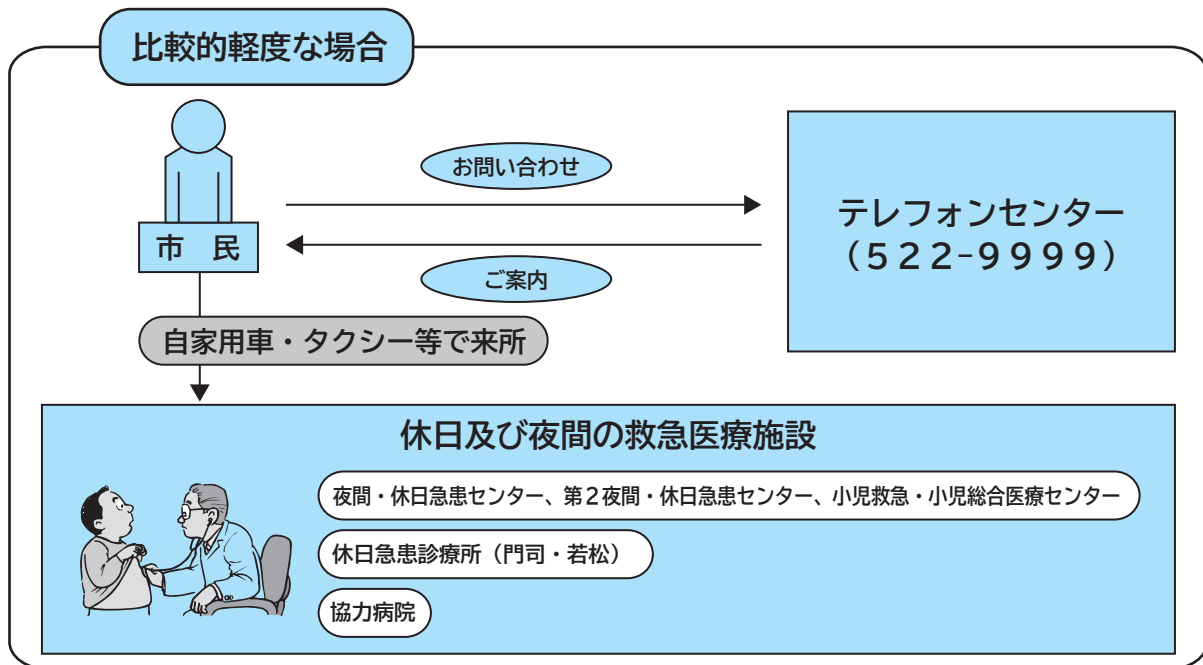 比較的軽度な場合
お問い合わせ
テレフォンセンター
（５２２-９９９９）
市　民
ご案内
自家用車・タクシー等で来所
休日及び夜間の救急医療施設
夜間・休日急患センター、第２夜間・休日急患センター、小児救急・小児総合医療センター
休日急患診療所（門司・若松）
協力病院